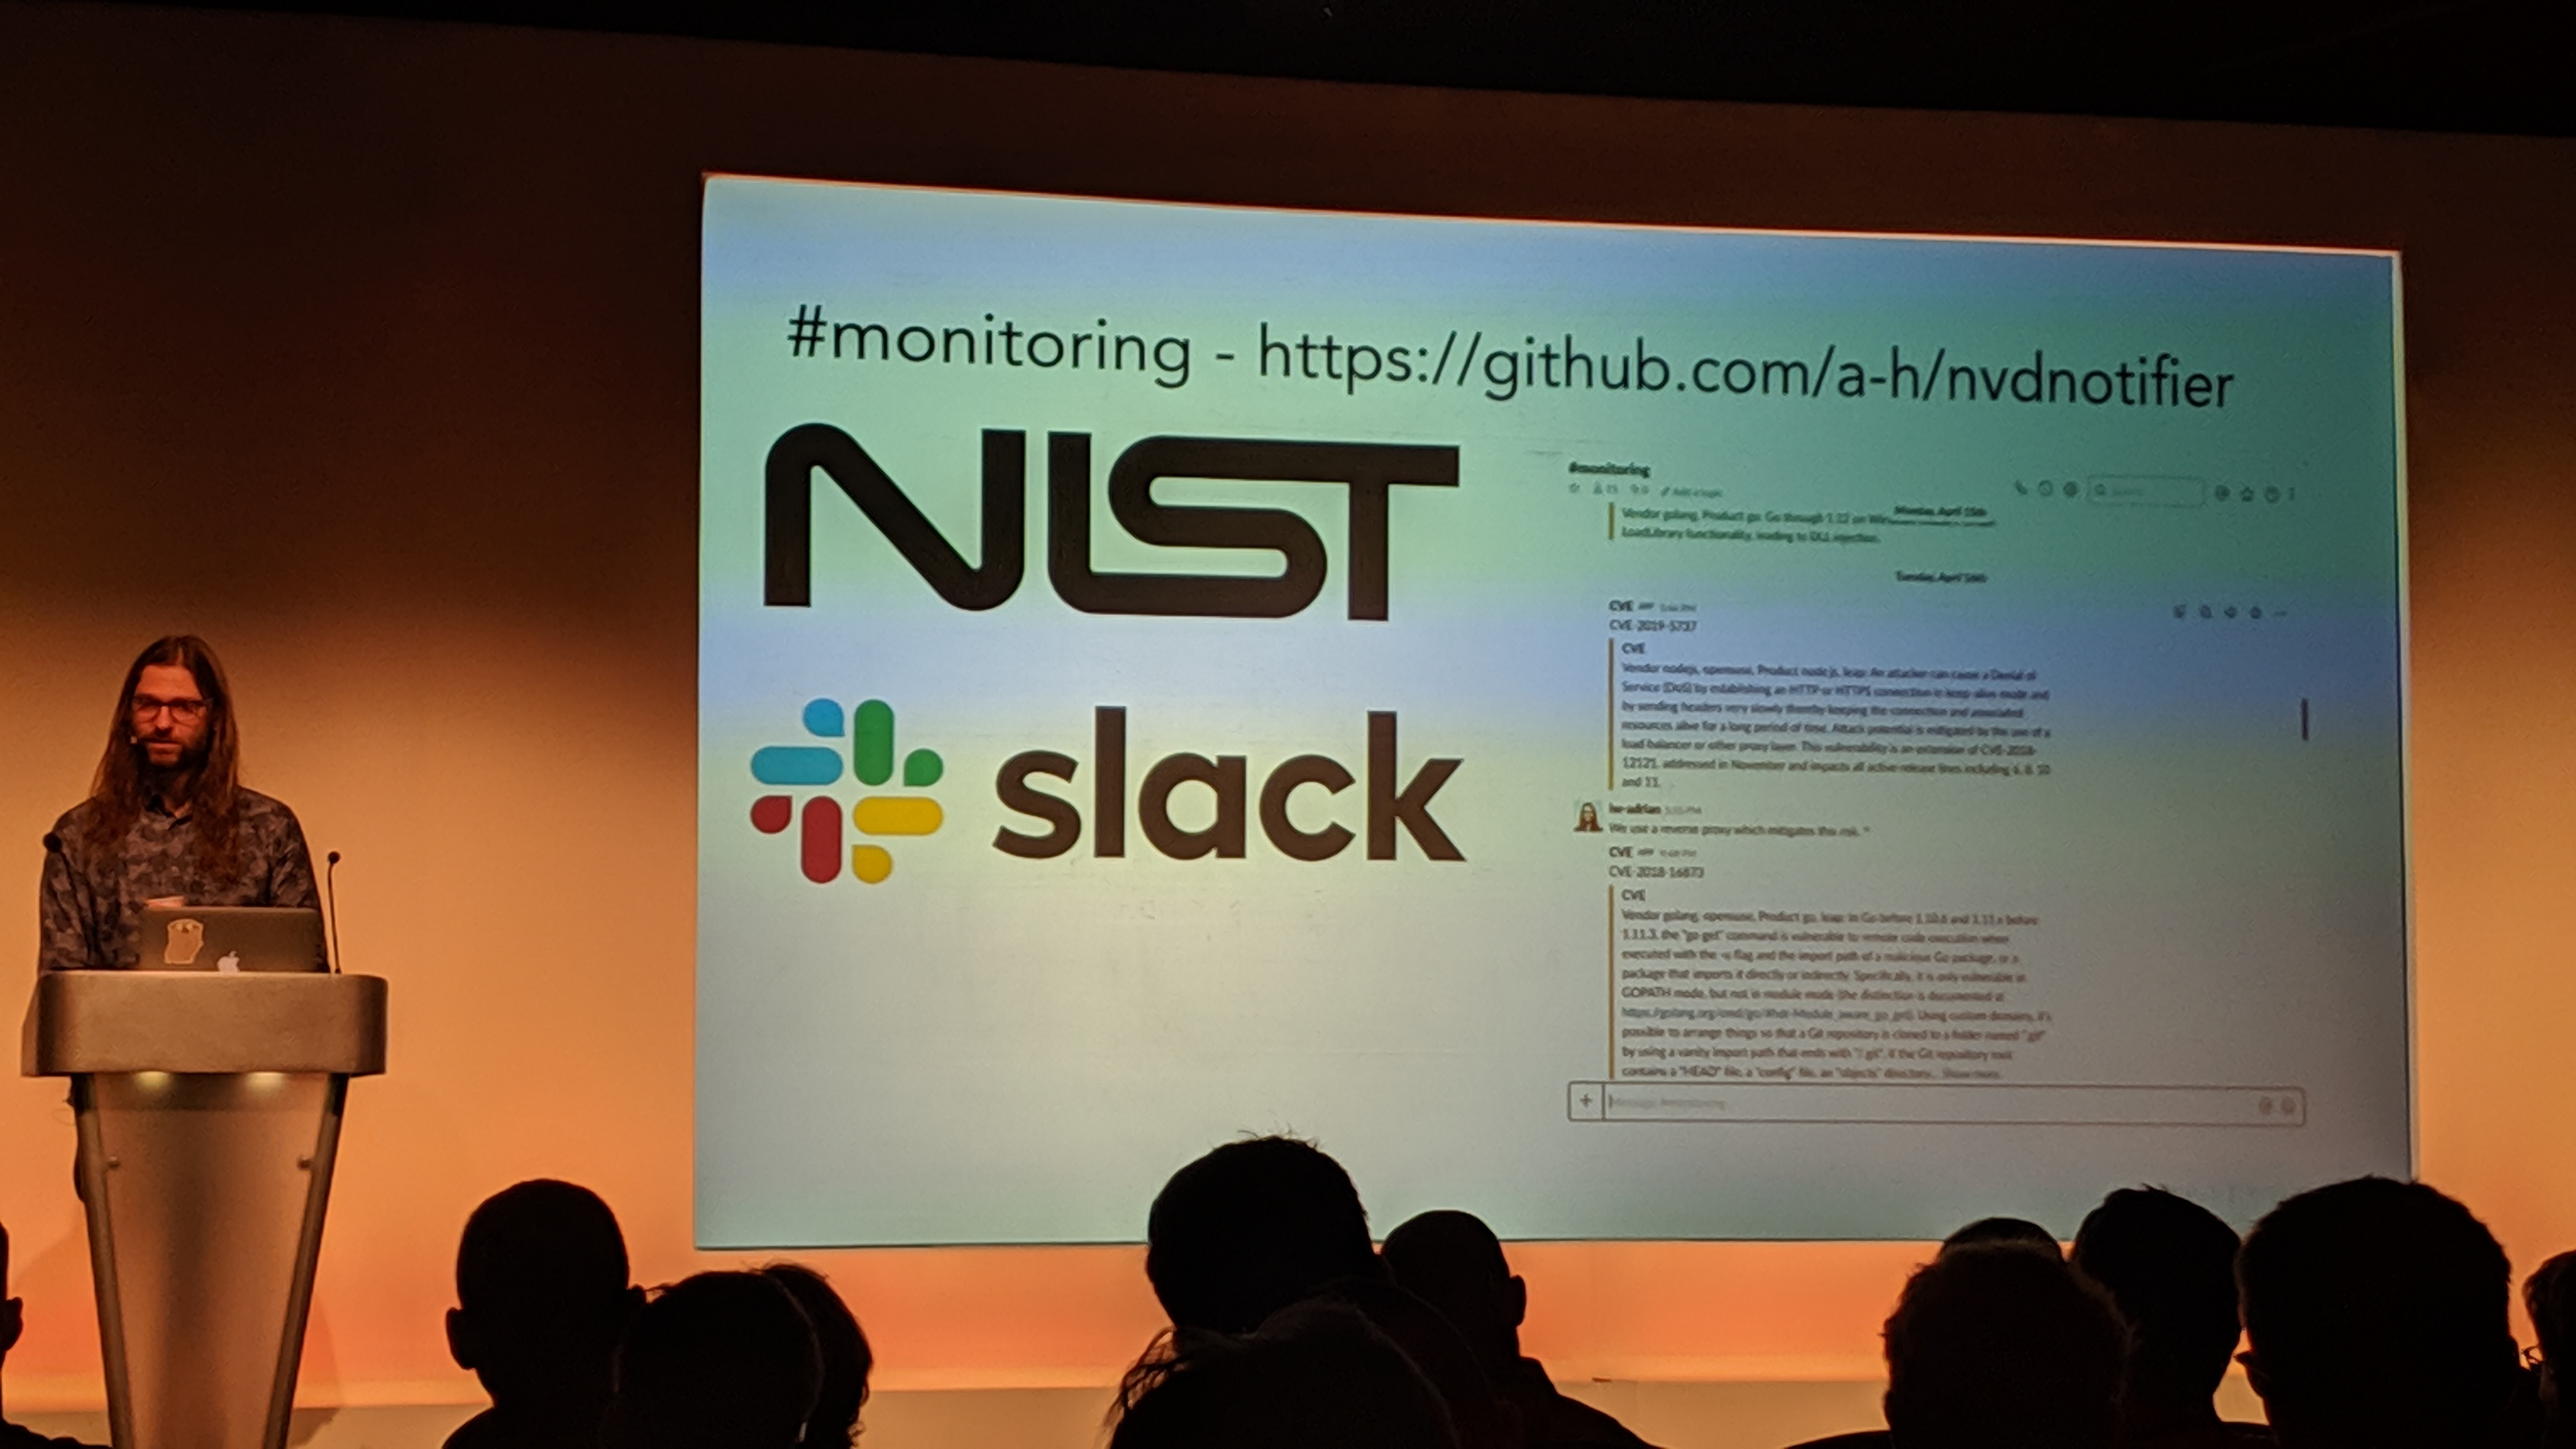 #monitoring - https://github.com/a-h/nvdnotifier
NIST
slack
#monitoring
Monday, April 15th
Vendor golang, Product go: Go through 1.12 on
LoadLibrary functionality, leading to DLL injection.
Tuesday, April 16th
CVE
CVE-2019-5737
CVE
Vendor nodejs, opensuse, Product node.js, leap: An attacker can cause a Denial of
Service (DoS) by establishing an HTTP or HTTPS connection in keep-alive mode and
by sending headers very slowly thereby keeping the connection and associated
resources alive for a long period of time. Attack potential is mitigated by the use of a
load balancer or other proxy layer. This vulnerability is an extension of CVE-2018-
12121, addressed in November and impacts all active release lines including 6, 8, 10
and 11.
he-adrian
We use a reverse proxy which mitigates this risk.
CVE
CVE-2018-16873
CVE
Vendor golang, opensuse, Product go, leap: In Go before 1.10.6 and 1.11.x before
1.11.3, the "go get" command is vulnerable to remote code execution when
executed with the -u flag and the import path of a malicious Go package, or a
package that imports it directly or indirectly. Specifically, it is only vulnerable in
GOPATH mode, but not in module mode (the distinction is documented at
https://golang.org/cmd/go/#hdr-Module_aware_go_get). Using custom domains, it's
possible to arrange things so that a Git repository is cloned to a folder named ".git"
by using a vanity import path that ends with "/.git". If the Git repository root
contains a "HEAD" file, a "config" file, an "objects" directory... Show more
Message #monitoring